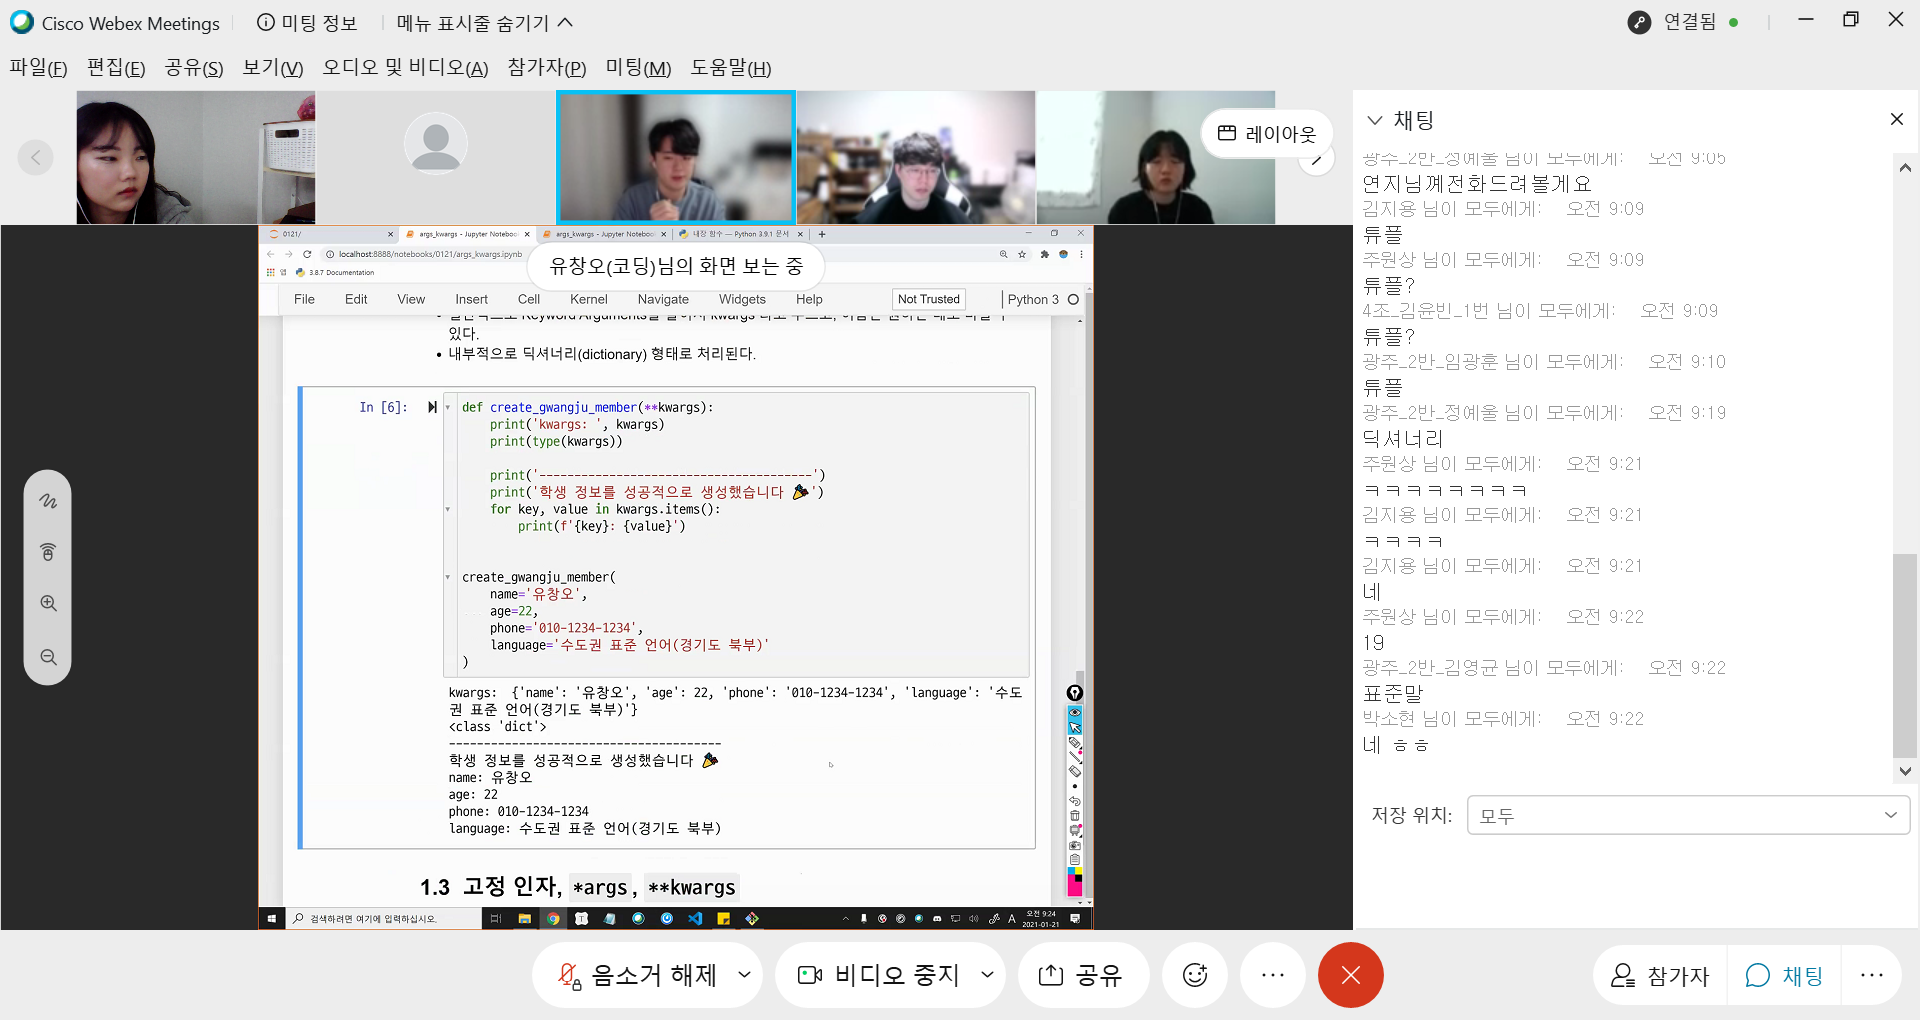 Cisco Webex Meetings
미팅 정보
메뉴 표시줄 숨기기
연결됨
파일(F) 편집(E) 공유(S) 보기(V) 오디오 및 비디오(A) 참가자(P) 미팅(M) 도움말(H)
레이아웃
0121/
args_kwargs - Jupyter Notebook
args_kwargs - Jupyter Notebook
내장 함수 — Python 3.9.1 문서
localhost:8888/notebooks/0121/args_kwargs.ipynb
유창오(코딩)님의 화면 보는 중
앱
3.8.7 Documentation
File Edit View Insert Cell Kernel Navigate Widgets Help
Not Trusted
Python 3
있다.
내부적으로 딕셔너리(dictionary) 형태로 처리된다.
In [6]:
def create_gwangju_member(**kwargs):
print('kwargs: ', kwargs)
print(type(kwargs))
print('---------------------------------------')
print('학생 정보를 성공적으로 생성했습니다 🎉')
for key, value in kwargs.items():
print(f'{key}: {value}')
create_gwangju_member(
name='유창오',
age=22,
phone='010-1234-1234',
language='수도권 표준 언어(경기도 북부)'
)
kwargs:  {'name': '유창오', 'age': 22, 'phone': '010-1234-1234', 'language': '수도
권 표준 언어(경기도 북부)'}
<class 'dict'>
---------------------------------------
학생 정보를 성공적으로 생성했습니다 🎉
name: 유창오
age: 22
phone: 010-1234-1234
language: 수도권 표준 언어(경기도 북부)
1.3 고정 인자, *args, **kwargs
검색하려면 여기에 입력하십시오.
A
오전 9:24
2021-01-21
채팅
광주_2반_정예울 님이 모두에게: 오전 9:05
연지님꼐전화드려볼게요
김지용 님이 모두에게: 오전 9:09
튜플
주원상 님이 모두에게: 오전 9:09
튜플?
4조_김윤빈_1번 님이 모두에게: 오전 9:09
튜플?
광주_2반_임광훈 님이 모두에게: 오전 9:10
튜플
광주_2반_정예울 님이 모두에게: 오전 9:19
딕셔너리
주원상 님이 모두에게: 오전 9:21
ㅋㅋㅋㅋㅋㅋㅋㅋ
김지용 님이 모두에게: 오전 9:21
ㅋㅋㅋㅋ
김지용 님이 모두에게: 오전 9:21
네
주원상 님이 모두에게: 오전 9:22
19
광주_2반_김영균 님이 모두에게: 오전 9:22
표준말
박소현 님이 모두에게: 오전 9:22
네 ㅎㅎ
저장 위치: 모두
음소거 해제
비디오 중지
공유
참가자
채팅